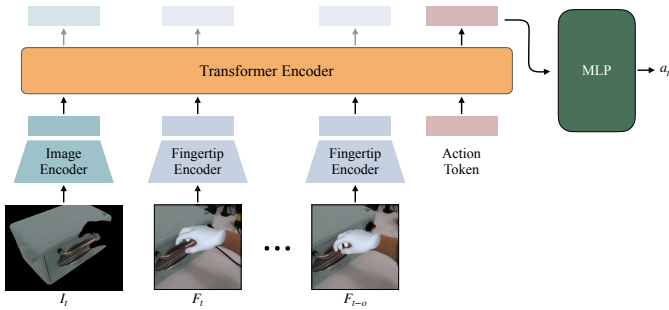 Transformer Encoder
MLP
a_t
Image
Encoder
Fingertip
Encoder
Fingertip
Encoder
Action
Token
I_t
F_t
F_{t−o}